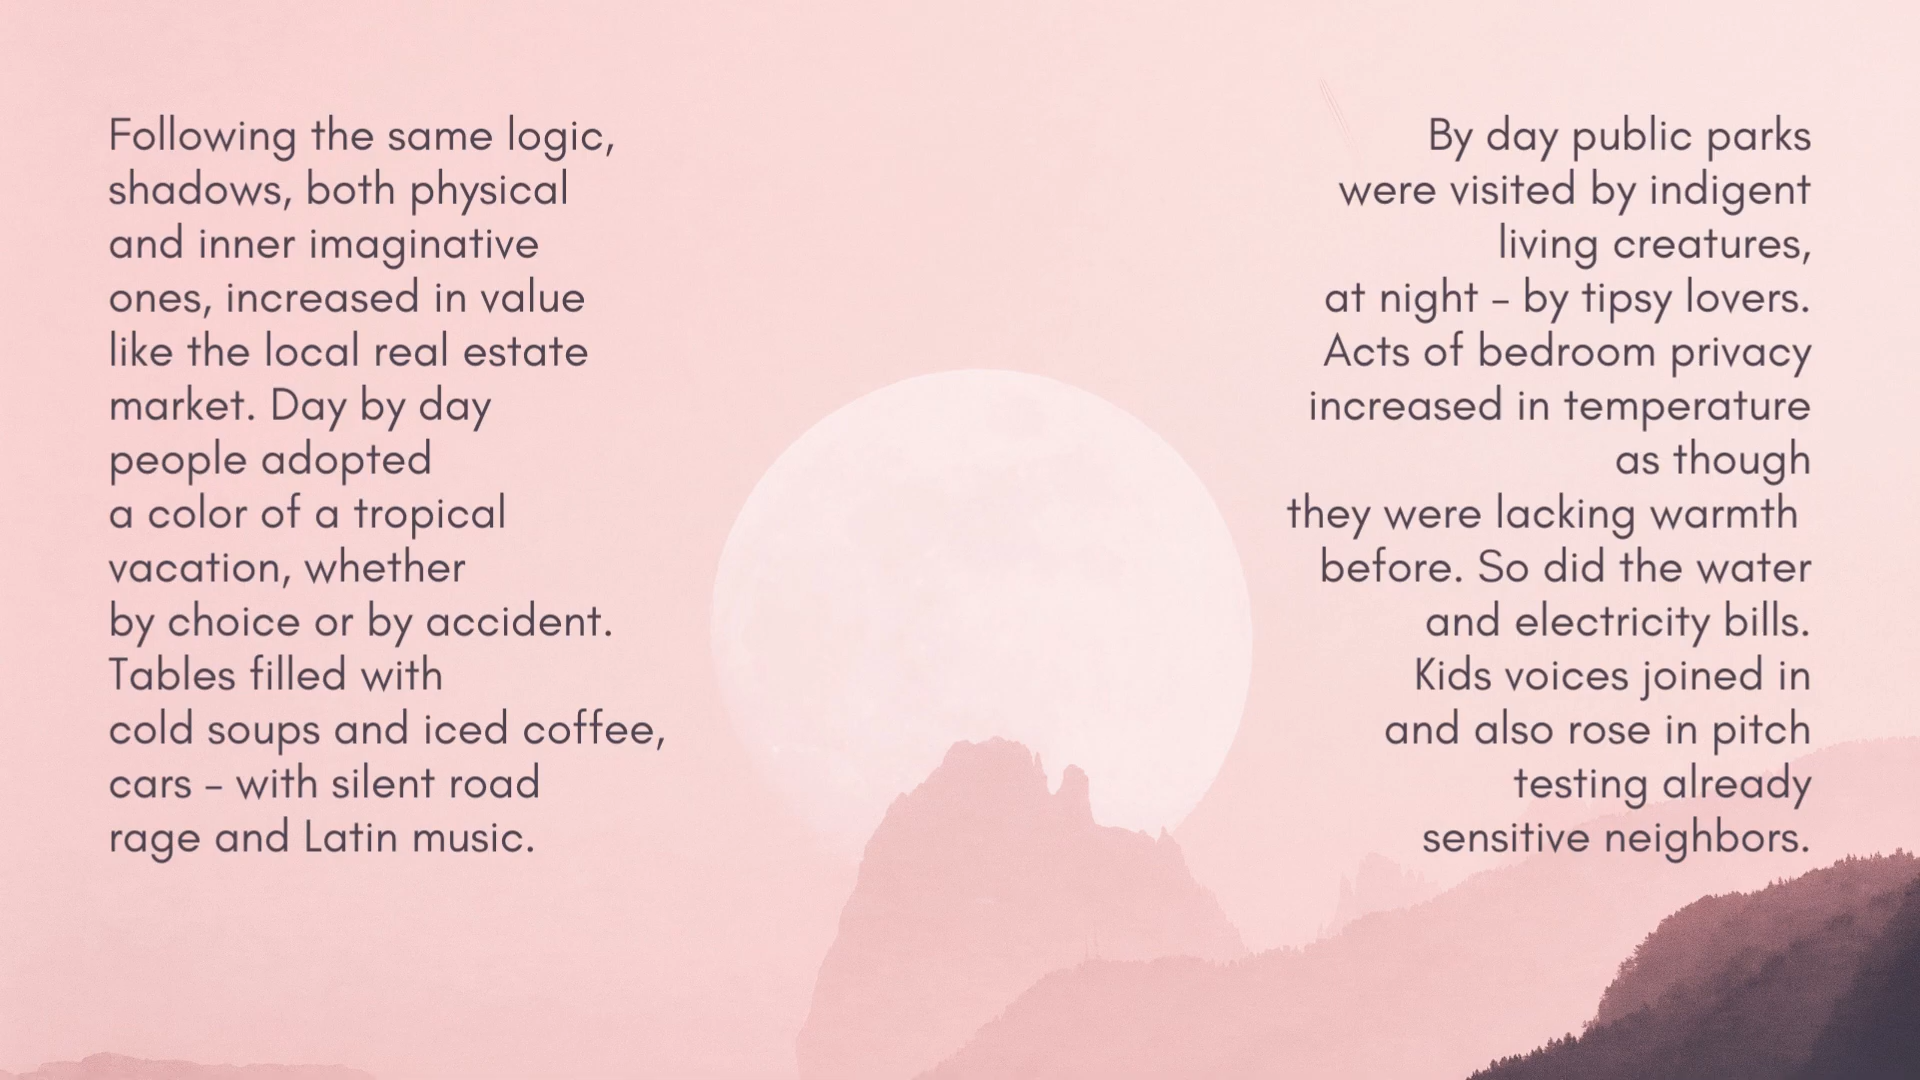 Following the same logic,
shadows, both physical
and inner imaginative
ones, increased in value
like the local real estate
market. Day by day
people adopted
a color of a tropical
vacation, whether
by choice or by accident.
Tables filled with
cold soups and iced coffee,
cars – with silent road
rage and Latin music.
By day public parks
were visited by indigent
living creatures,
at night – by tipsy lovers.
Acts of bedroom privacy
increased in temperature
as though
they were lacking warmth
before. So did the water
and electricity bills.
Kids voices joined in
and also rose in pitch
testing already
sensitive neighbors.